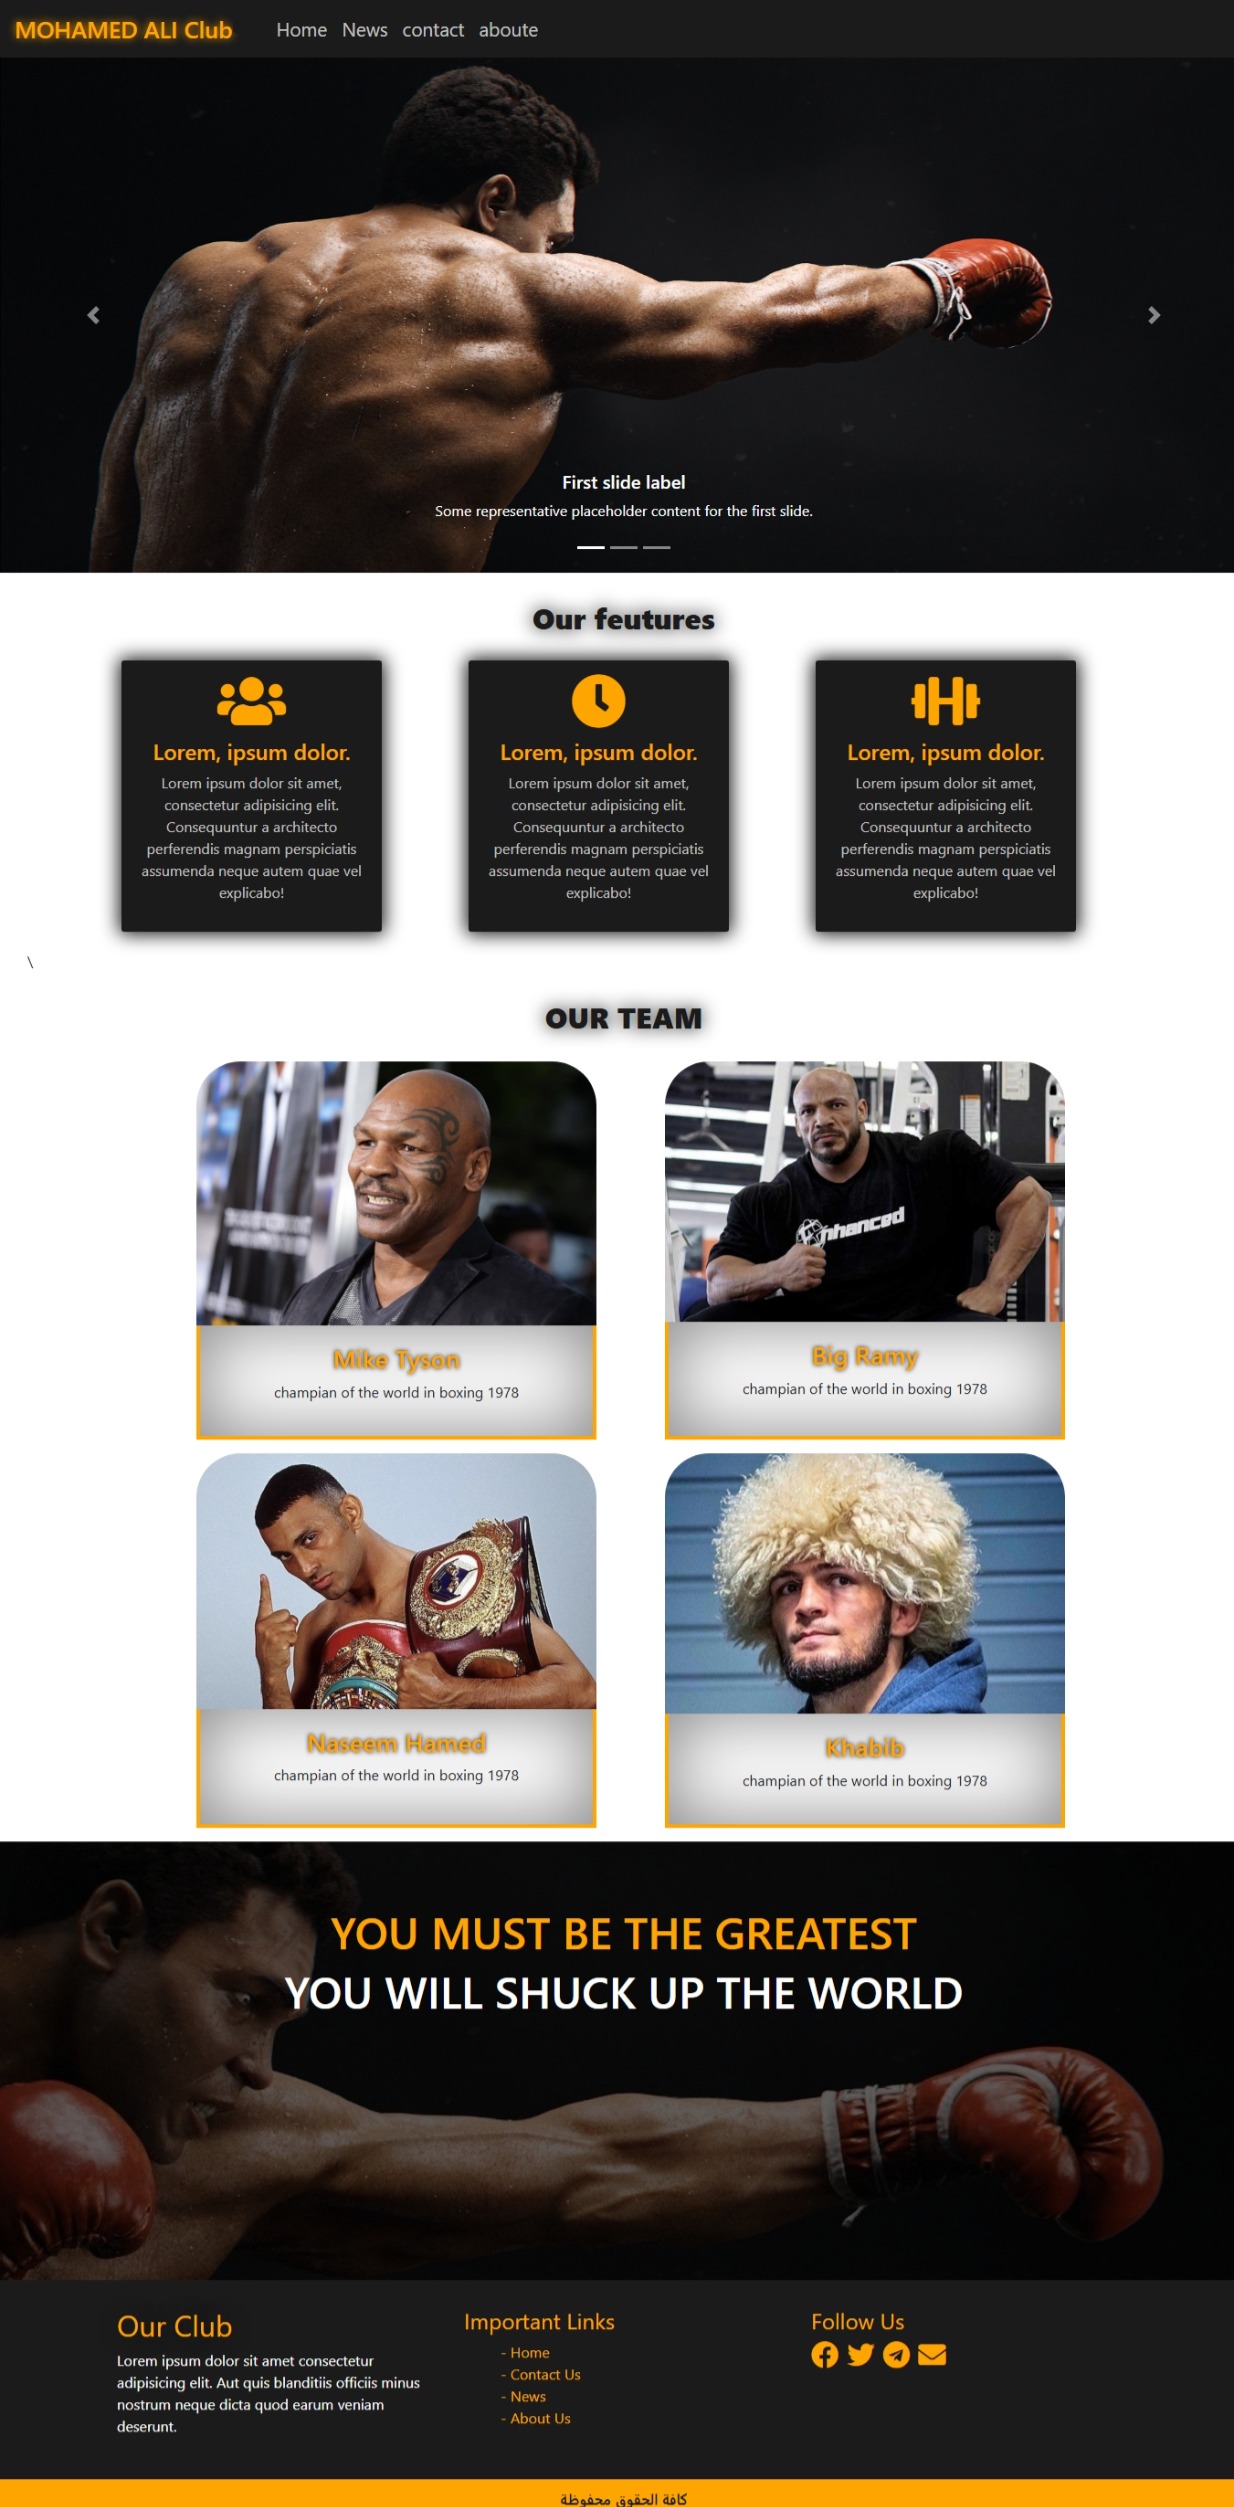 MOHAMED ALI Club
Home News contact aboute
First slide label
Some representative placeholder content for the first slide.
Our feutures
Lorem, ipsum dolor.
Lorem ipsum dolor sit amet,
consectetur adipisicing elit.
Consequuntur a architecto
perferendis magnam perspiciatis
assumenda neque autem quae vel
explicabo!
Lorem, ipsum dolor.
Lorem ipsum dolor sit amet,
consectetur adipisicing elit.
Consequuntur a architecto
perferendis magnam perspiciatis
assumenda neque autem quae vel
explicabo!
Lorem, ipsum dolor.
Lorem ipsum dolor sit amet,
consectetur adipisicing elit.
Consequuntur a architecto
perferendis magnam perspiciatis
assumenda neque autem quae vel
explicabo!
\
OUR TEAM
Enhanced
Mike Tyson
champian of the world in boxing 1978
Big Ramy
champian of the world in boxing 1978
Naseem Hamed
champian of the world in boxing 1978
Khabib
champian of the world in boxing 1978
YOU MUST BE THE GREATEST
YOU WILL SHUCK UP THE WORLD
Our Club
Lorem ipsum dolor sit amet consectetur
adipisicing elit. Aut quis blanditiis officiis minus
nostrum neque dicta quod earum veniam
deserunt.
Important Links
- Home
- Contact Us
- News
- About Us
Follow Us
كافة الحقوق محفوظة